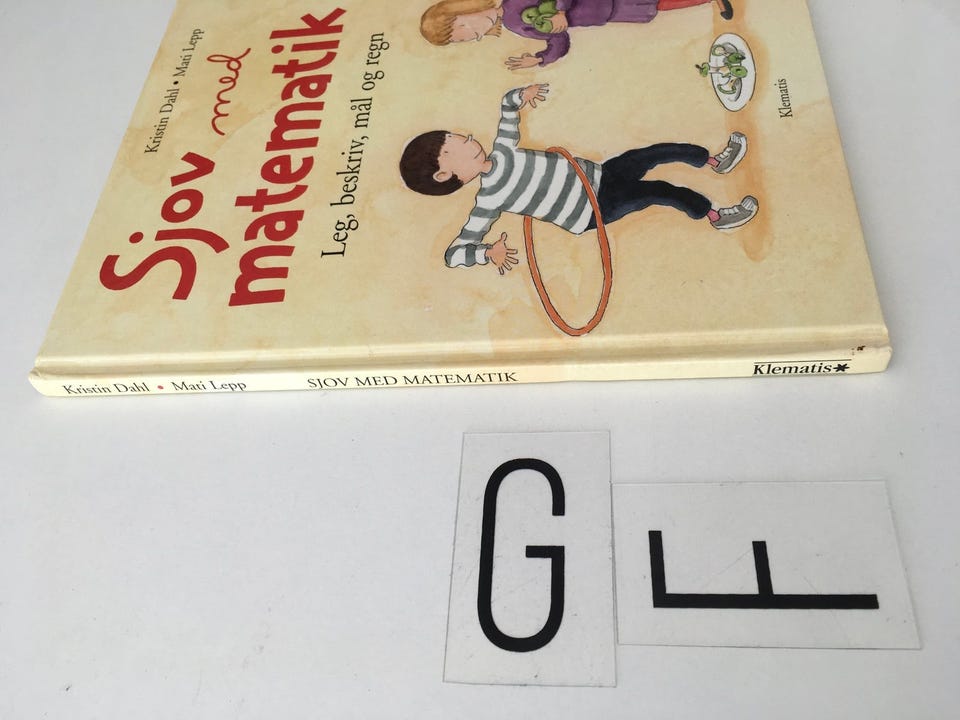 Kristin Dahl • Mati Lepp
Sjov
med
matematik
Leg, beskriv, mål og regn
Klematis
Kristin Dahl • Mati Lepp SJOV MED MATEMATIK Klematis
G
F